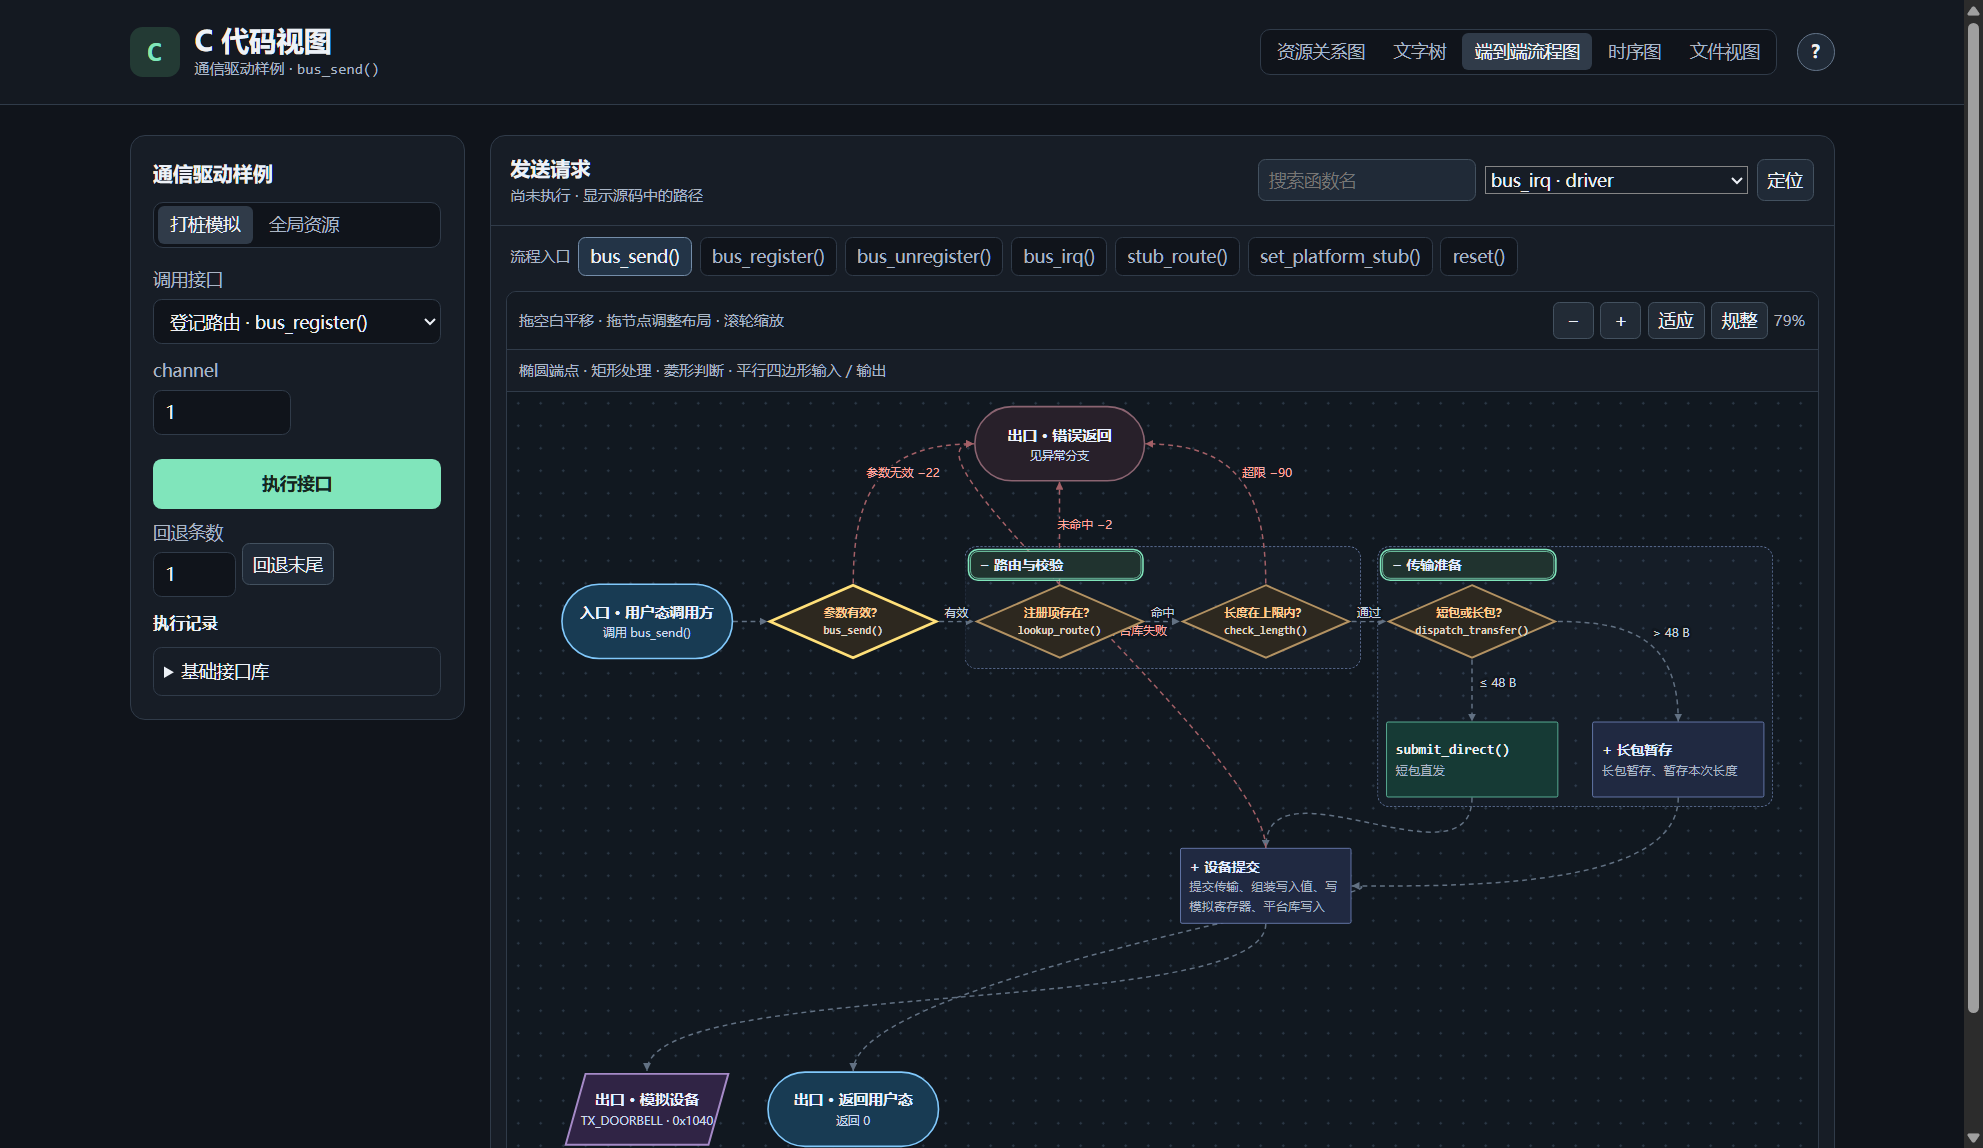 C
C 代码视图
通信驱动样例 · bus_send()
资源关系图
文字树
端到端流程图
时序图
文件视图
?
通信驱动样例
打桩模拟
全局资源
调用接口
登记路由 · bus_register()
channel
1
执行接口
回退条数
1
回退末尾
执行记录
▶ 基础接口库
发送请求
尚未执行 · 显示源码中的路径
搜索函数名
bus_irq · driver
定位
流程入口
bus_send()
bus_register()
bus_unregister()
bus_irq()
stub_route()
set_platform_stub()
reset()
拖空白平移 · 拖节点调整布局 · 滚轮缩放
−
+
适应
规整
79%
椭圆端点 · 矩形处理 · 菱形判断 · 平行四边形输入 / 输出
出口 • 错误返回
见异常分支
参数无效 −22
超限 −90
未命中 −2
− 路由与校验
− 传输准备
入口 • 用户态调用方
调用 bus_send()
参数有效?
bus_send()
有效
注册项存在?
lookup_route()
命中
台库失败
长度在上限内?
check_length()
通过
短包或长包?
dispatch_transfer()
> 48 B
≤ 48 B
submit_direct()
短包直发
+ 长包暂存
长包暂存、暂存本次长度
+ 设备提交
提交传输、组装写入值、写
模拟寄存器、平台库写入
出口 • 模拟设备
TX_DOORBELL · 0x1040
出口 • 返回用户态
返回 0